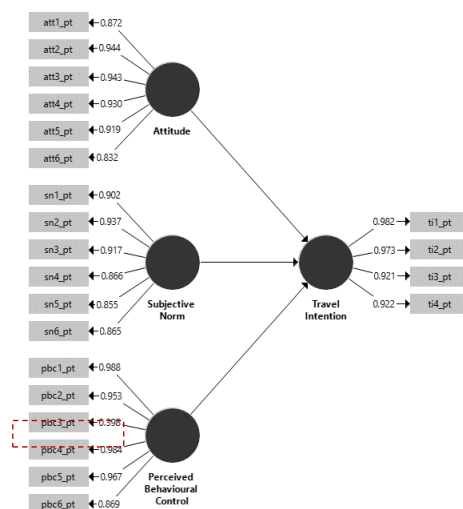 att1_pt 0.872
att2_pt 0.944
att3_pt 0.943
att4_pt 0.930
att5_pt 0.919
att6_pt 0.832
Attitude
sn1_pt 0.902
sn2_pt 0.937
sn3_pt 0.917
sn4_pt 0.866
sn5_pt 0.855
sn6_pt 0.865
Subjective
Norm
0.982 ti1_pt
0.973 ti2_pt
0.921 ti3_pt
0.922 ti4_pt
Travel
Intention
pbc1_pt 0.988
pbc2_pt 0.953
pbc3_pt 0.398
pbc4_pt 0.984
pbc5_pt 0.967
pbc6_pt 0.869
Perceived
Behavioural
Control